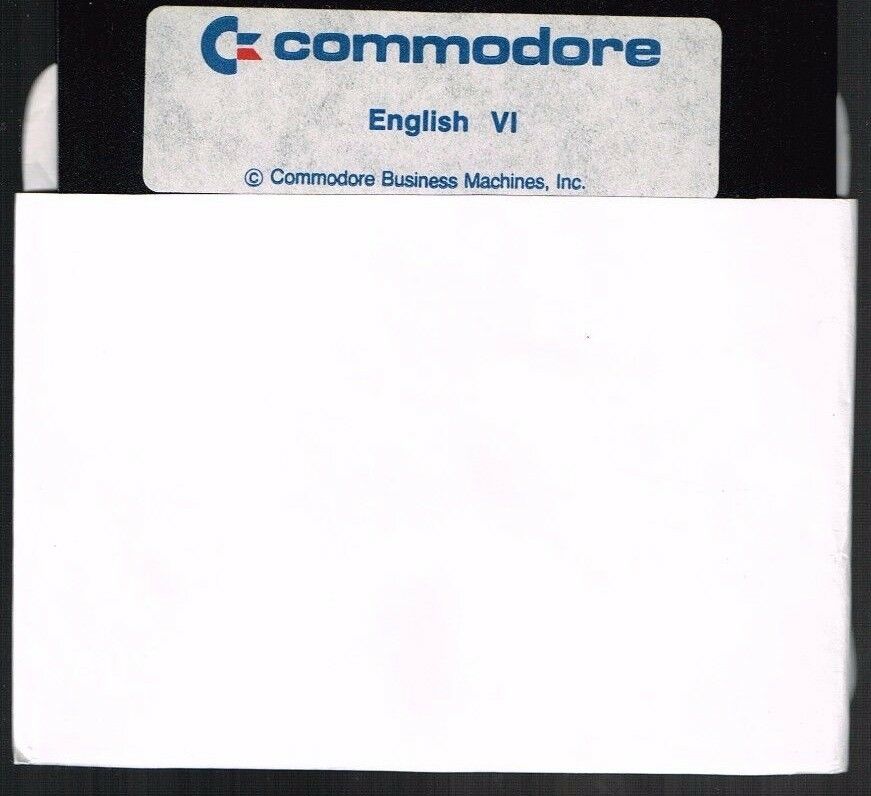 commodore
English VI
© Commodore Business Machines, Inc.